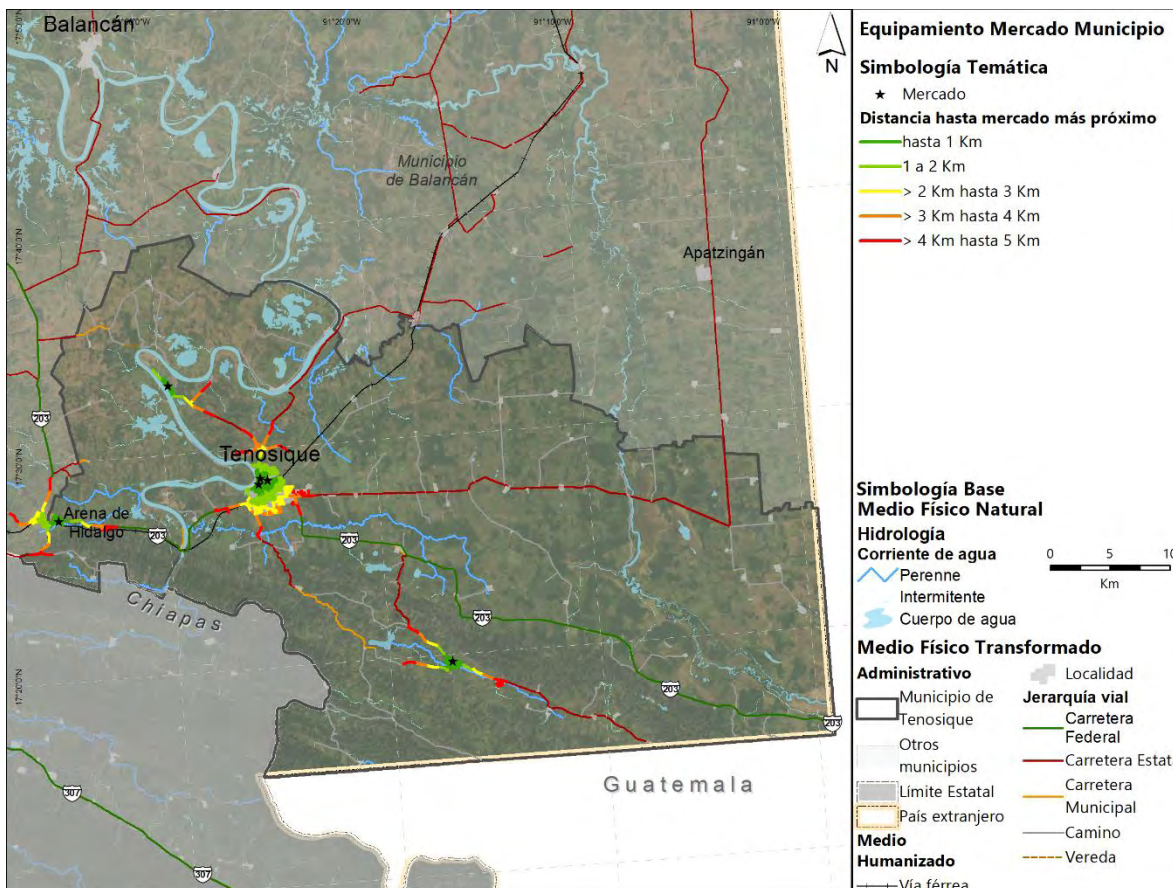 Balancán
91°20'0"W
91°10'0"W
91°0'0"W
17°40'0"N
17°30'0"N
17°20'0"N
N
Municipio
de Balancán
Apatzingán
203
Tenosique
Arena de
Hidalgo
203
203
203
203
203
Chiapas
Guatemala
307
307
Equipamiento Mercado Municipio
Simbología Temática
Mercado
Distancia hasta mercado más próximo
hasta 1 Km
1 a 2 Km
> 2 Km hasta 3 Km
> 3 Km hasta 4 Km
> 4 Km hasta 5 Km
Simbología Base
Medio Físico Natural
Hidrología
Corriente de agua
Perenne
Intermitente
Cuerpo de agua
0 5 10
Km
Medio Físico Transformado
Administrativo
Municipio de
Tenosique
Otros
municipios
Límite Estatal
País extranjero
Medio
Humanizado
Vía férrea
Localidad
Jerarquía vial
Carretera
Federal
Carretera Estat
Carretera
Municipal
Camino
Vereda